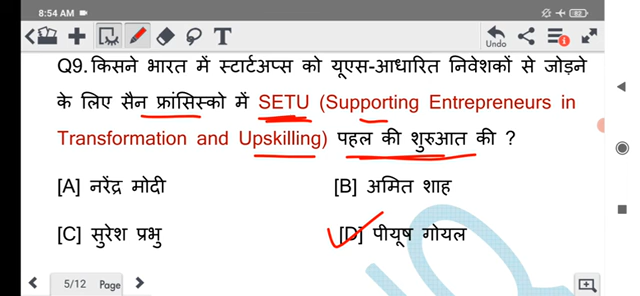 8:54 AM
82
Undo
Q9. किसने भारत में स्टार्टअप्स को यूएस-आधारित निवेशकों से जोड़ने
के लिए सैन फ्रांसिस्को में SETU (Supporting Entrepreneurs in
Transformation and Upskilling) पहल की शुरुआत की ?
[A] नरेंद्र मोदी [B] अमित शाह
[C] सुरेश प्रभु [D] पीयूष गोयल
5/12